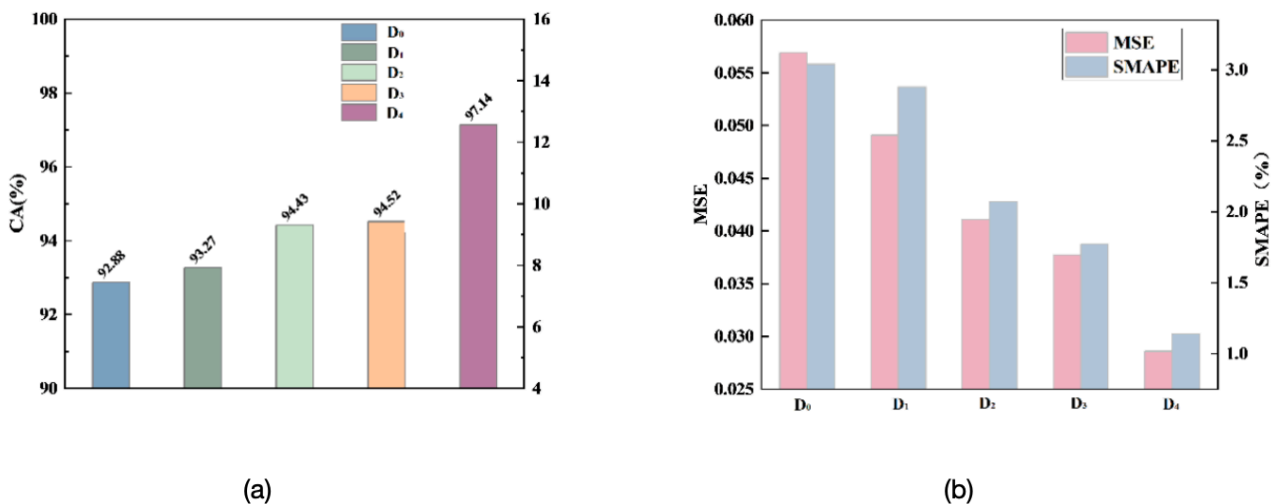 100
98
96
94
92
90
CA(%)
D₀
D₁
D₂
D₃
D₄
92.88
93.27
94.43
94.52
97.14
16
14
12
10
8
6
4
(a)
0.060
0.055
0.050
0.045
0.040
0.035
0.030
0.025
MSE
MSE
SMAPE
3.0
2.5
2.0
1.5
1.0
SMAPE (%)
D₀ D₁ D₂ D₃ D₄
(b)